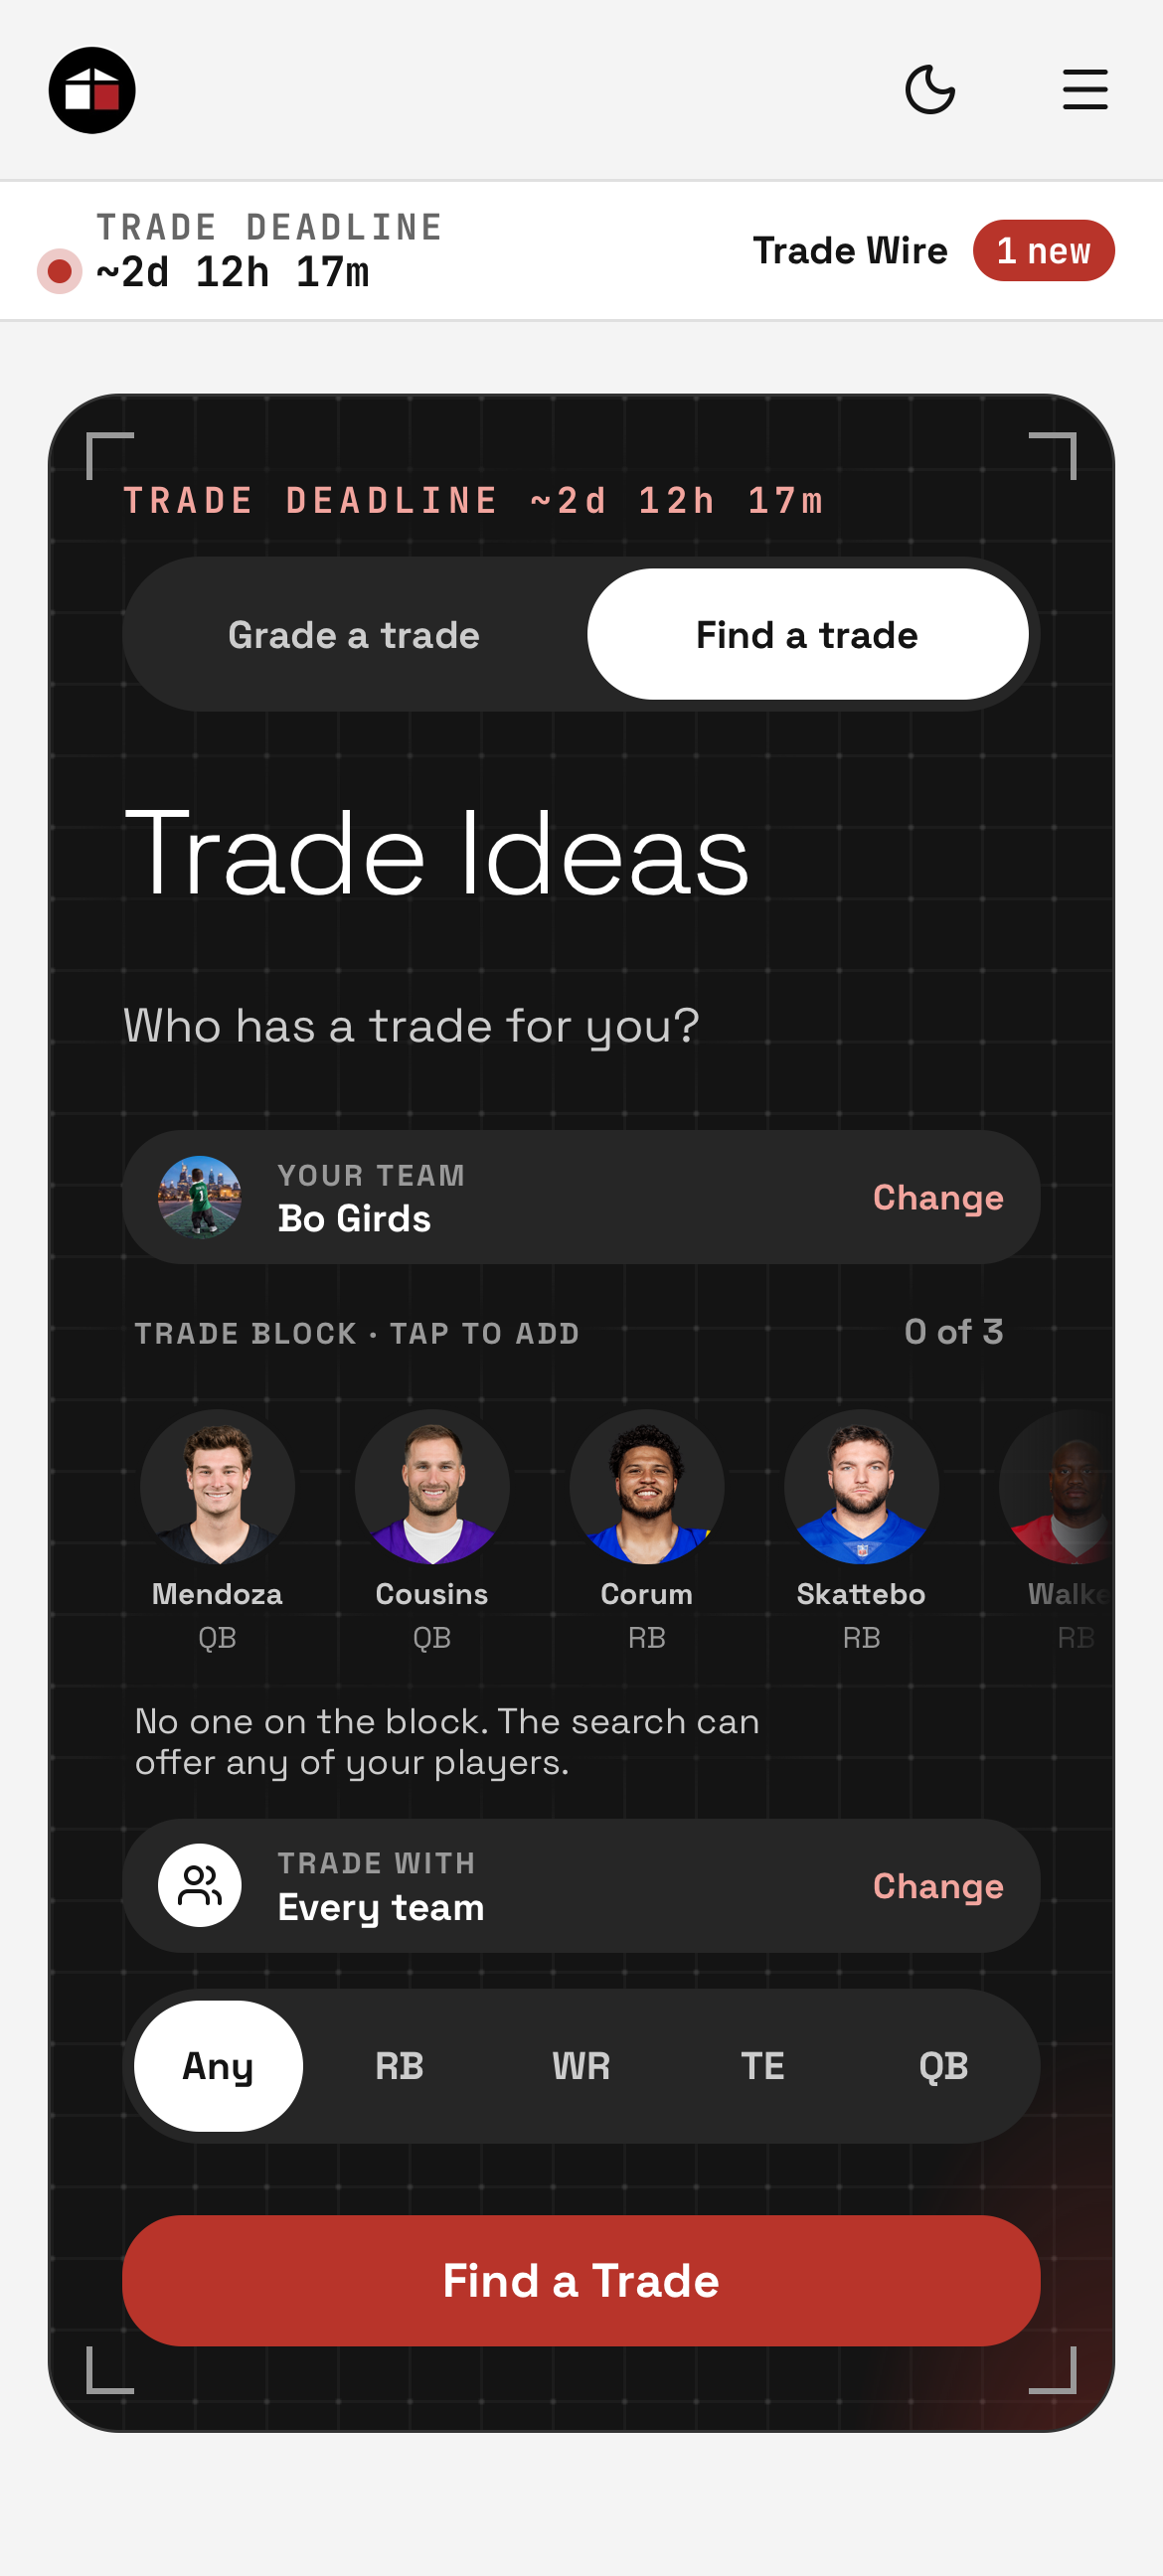 TRADE DEADLINE
~2d 12h 17m
Trade Wire
1 new
TRADE DEADLINE ~2d 12h 17m
Grade a trade
Find a trade
Trade Ideas
Who has a trade for you?
YOUR TEAM
Bo Girds
Change
TRADE BLOCK · TAP TO ADD
0 of 3
Mendoza
QB
Cousins
QB
Corum
RB
Skattebo
RB
Walke
RB
No one on the block. The search can
offer any of your players.
TRADE WITH
Every team
Change
Any
RB
WR
TE
QB
Find a Trade